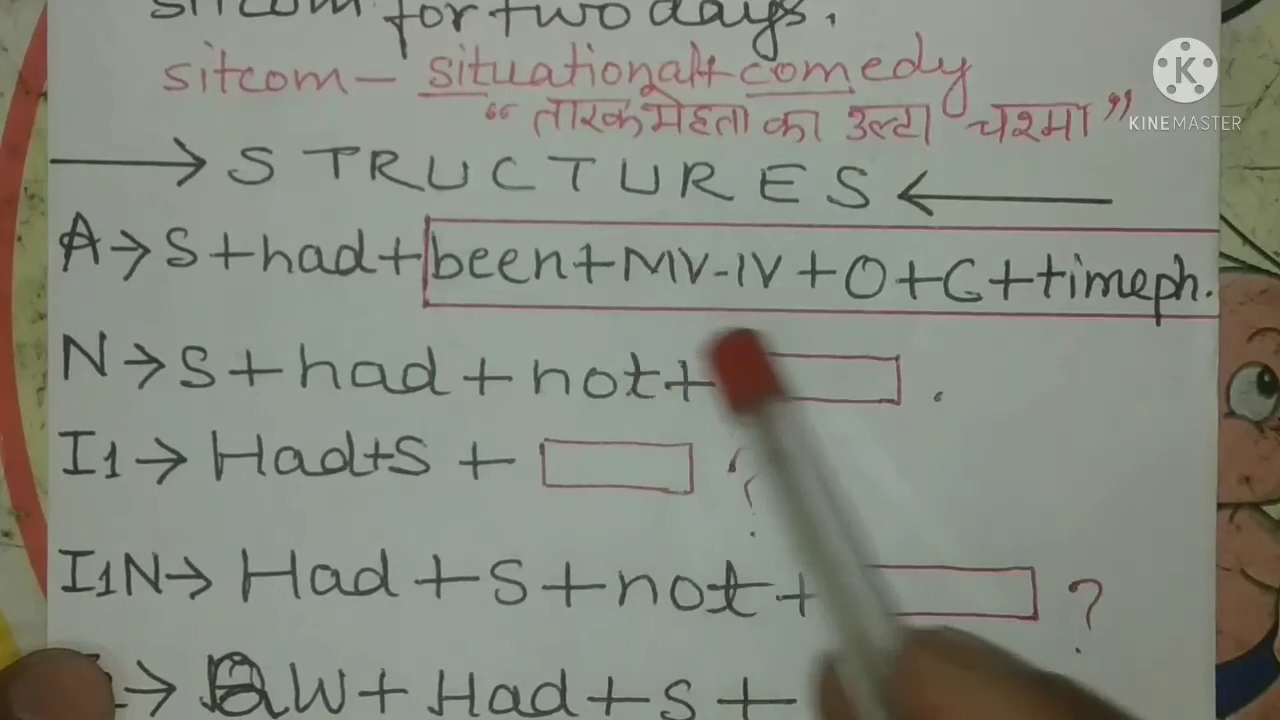 sitcom for two days.
sitcom – situational+comedy
K
KINEMASTER
“ तारक मेहता का उल्टा चश्मा ”
→ STRUCTURES ←
A→ S+had+been+MV-IV+O+C+timeph.
N→ S+had+not+ .
I1→ Had+S+ ?
I1N→ Had+S+not+ ?
→ QW+Had+S+